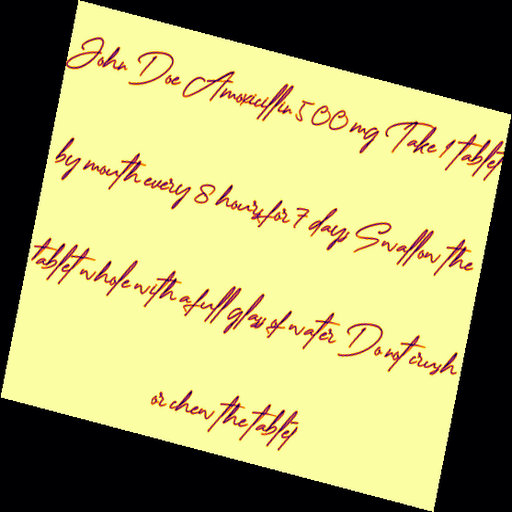 John Doe Amoxicillin 500 mg Take 1 tablet
by mouth every 8 hours for 7 days Swallow the
tablet whole with a full glass of water Do not crush
or chew the tablet